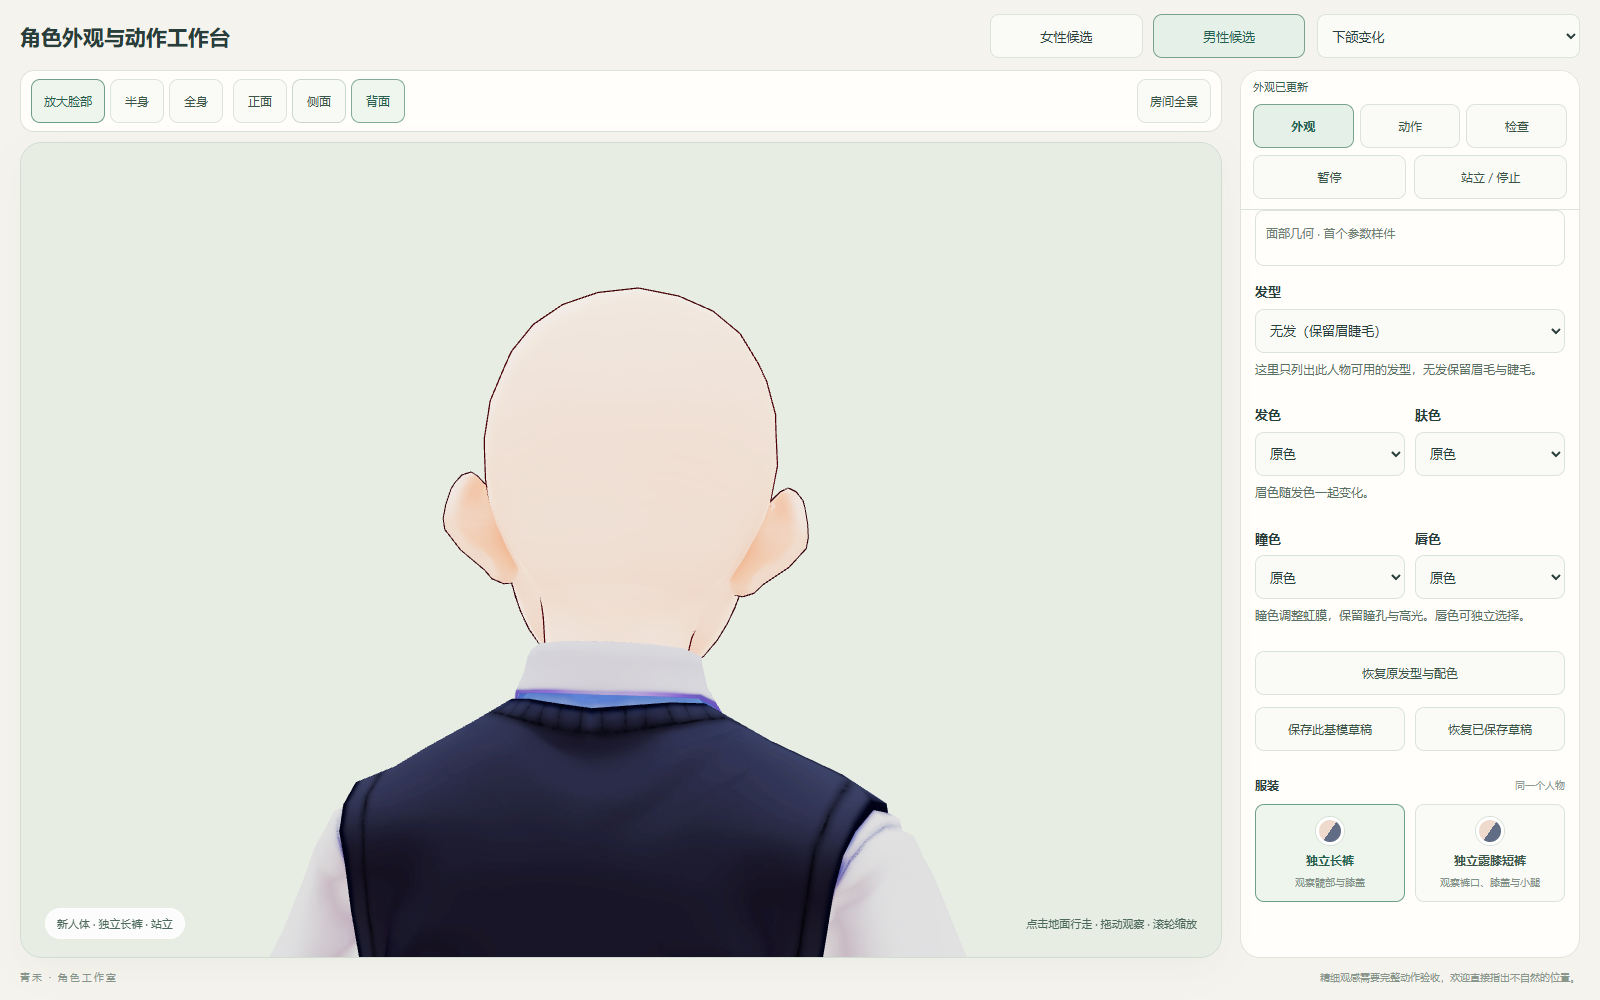 角色外观与动作工作台
女性候选
男性候选
下颌变化
放大脸部
半身
全身
正面
侧面
背面
房间全景
外观已更新
外观
动作
检查
暂停
站立 / 停止
面部几何 · 首个参数样件
发型
无发（保留眉睫毛）
这里只列出此人物可用的发型，无发保留眉毛与睫毛。
发色
肤色
原色
原色
眉色随发色一起变化。
瞳色
唇色
原色
原色
瞳色调整虹膜，保留瞳孔与高光。唇色可独立选择。
恢复原发型与配色
保存此基模草稿
恢复已保存草稿
服装
同一个人物
独立长裤
观察髋部与膝盖
独立露膝短裤
观察裤口、膝盖与小腿
新人体 · 独立长裤 · 站立
点击地面行走 · 拖动观察 · 滚轮缩放
青禾 · 角色工作室
精细观感需要完整动作验收，欢迎直接指出不自然的位置。